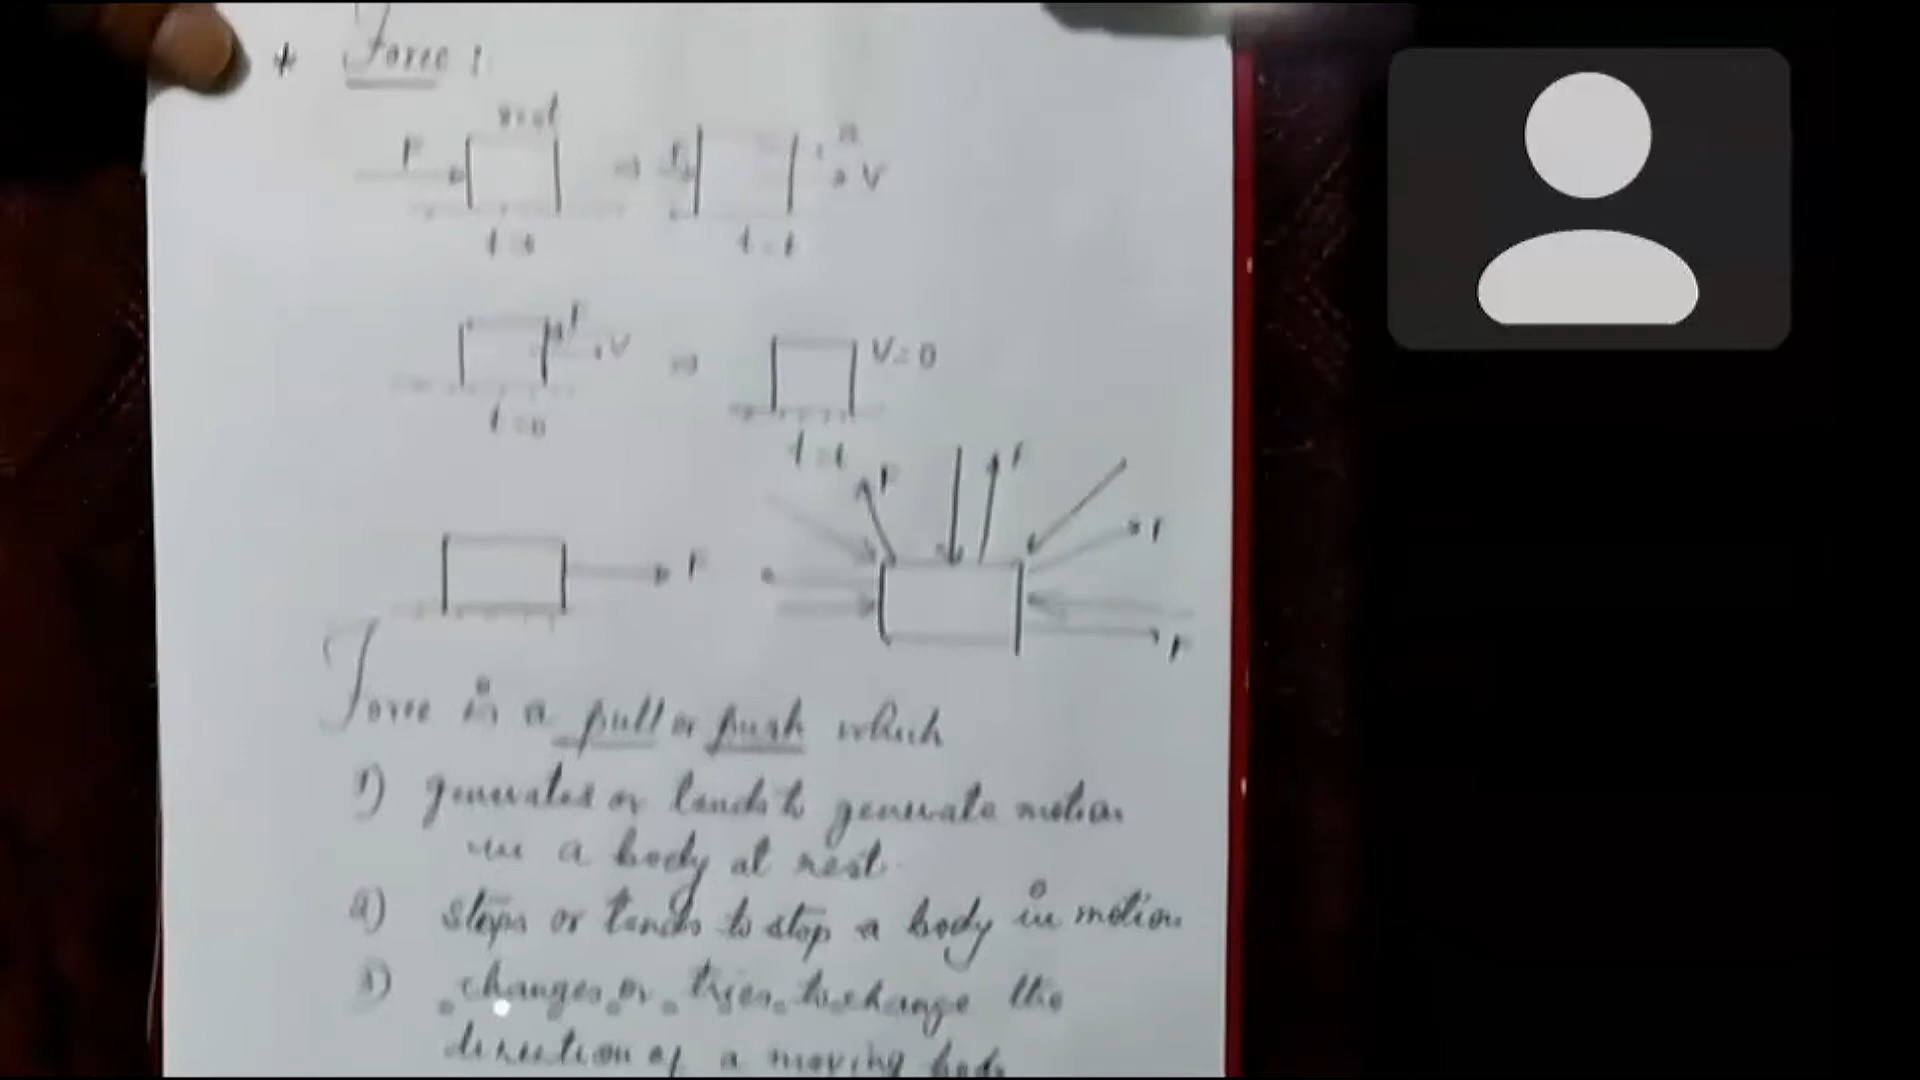 * Force :
rest
F ⇒ F a
→ V
t = t
F V ⇒ V = 0
t = 0
t = t
F F F
F F
Force is a pull or push which
1) generates or tends to generate motion
in a body at rest.
2) stops or tends to stop a body in motion
3) changes or tries to change the
direction of a moving body